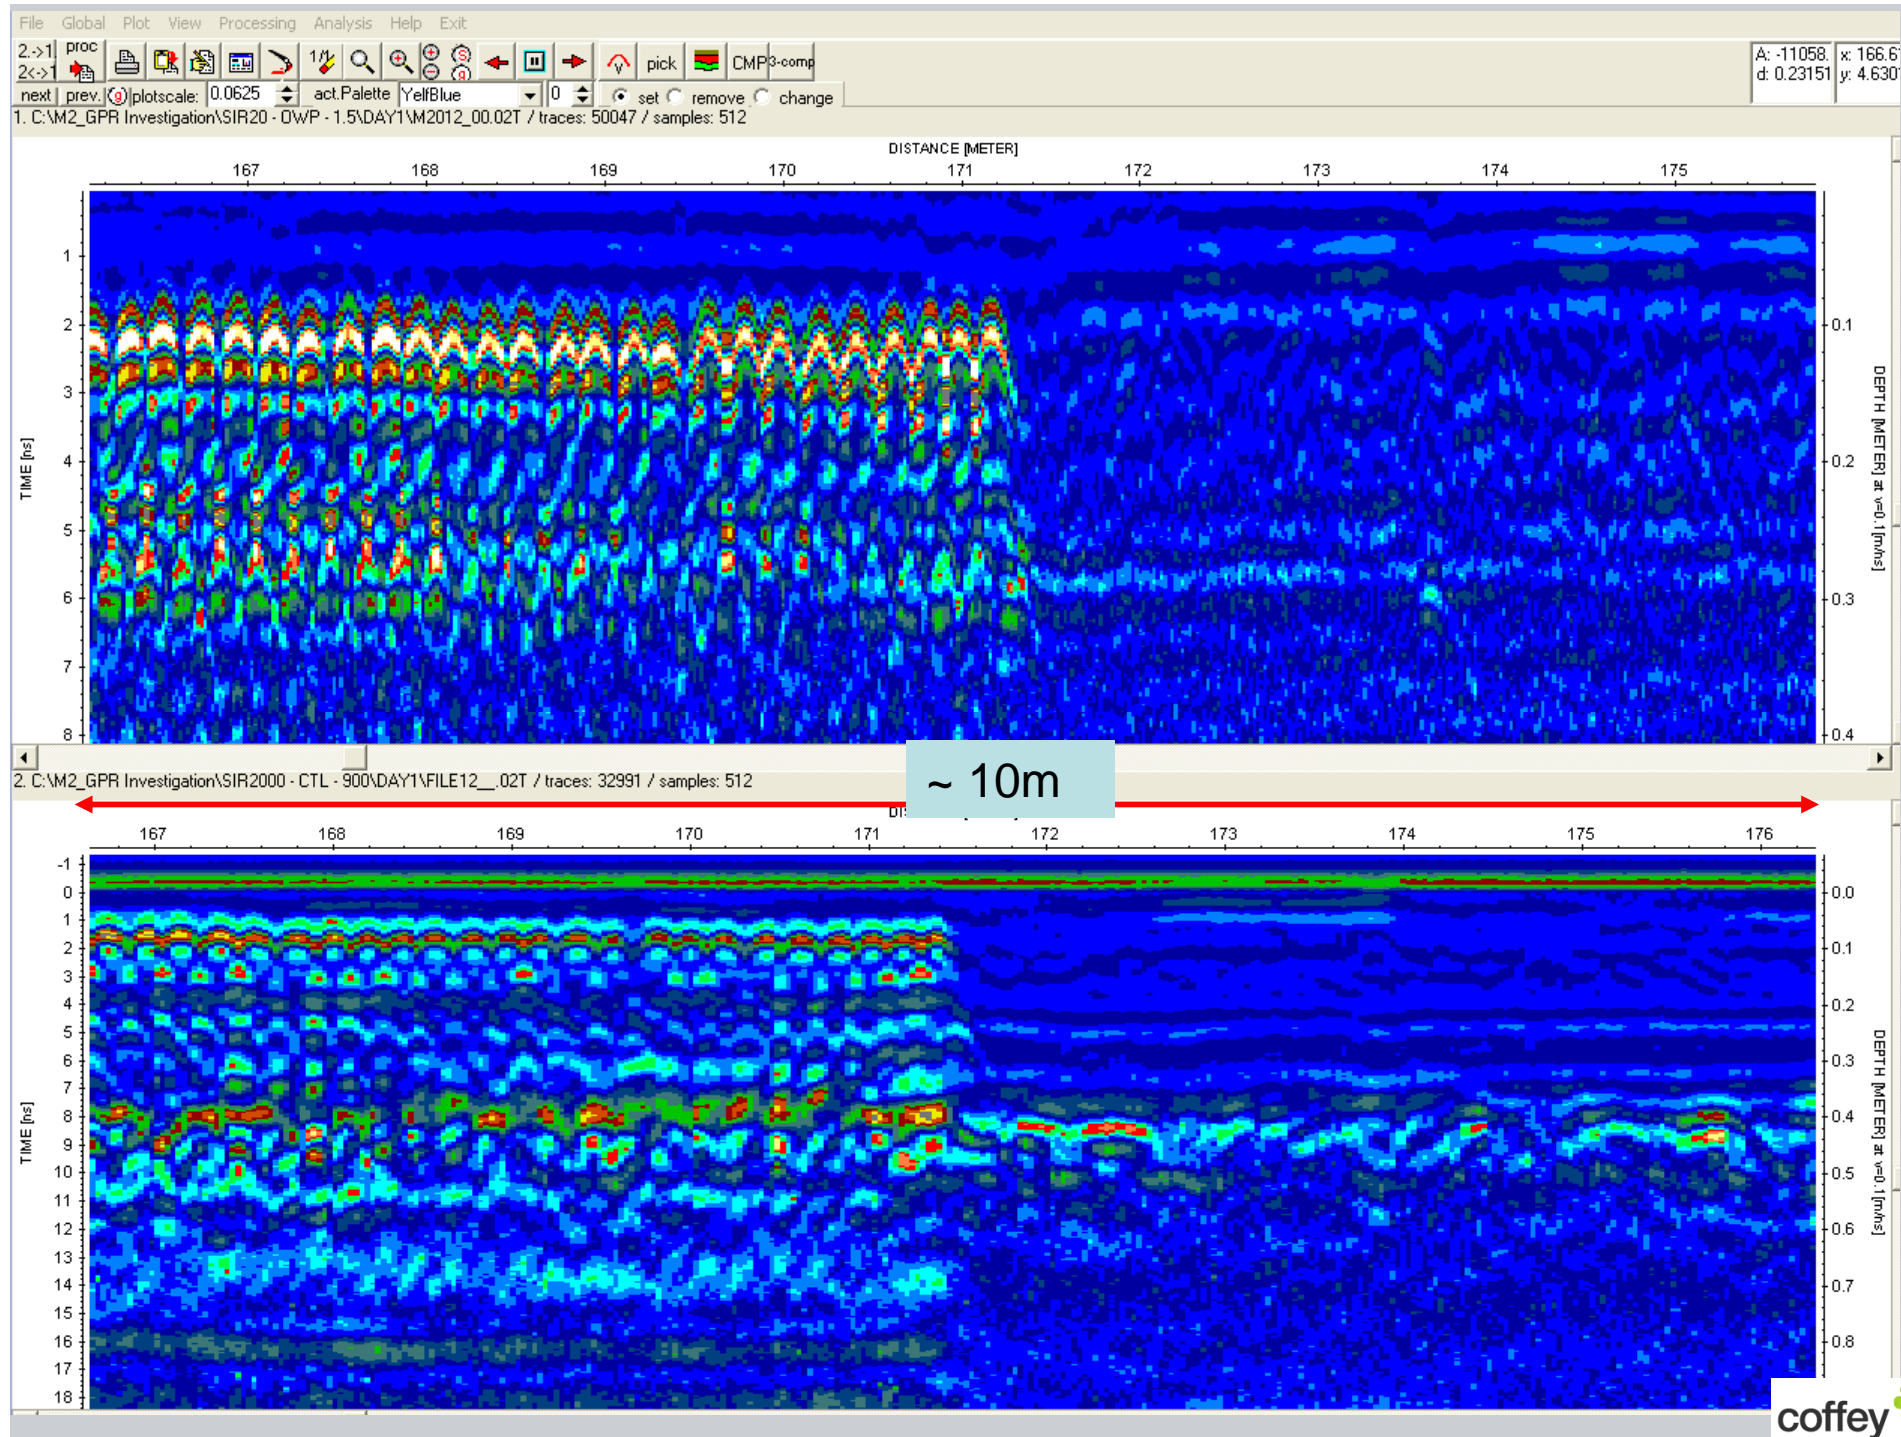 File Global Plot View Processing Analysis Help Exit
2.->1 proc
2<->1 pick CMP 3-comp
next prev. (g) plotscale: 0.0625 act.Palette YelfBlue 0 set remove change
A: -11058. x: 166.6
d: 0.23151 y: 4.630
1. C:\M2_GPR Investigation\SIR20 - OWP - 1.5\DAY1\M2012_00.02T / traces: 50047 / samples: 512
DISTANCE [METER]
167 168 169 170 171 172 173 174 175
TIME [ns]
1
2
3
4
5
6
7
8
0.1
0.2
0.3
0.4
DEPTH [METER] at v=0.1[m/ns]
2. C:\M2_GPR Investigation\SIR2000 - CTL - 900\DAY1\FILE12__.02T / traces: 32991 / samples: 512
~ 10m
167 168 169 170 171 172 173 174 175 176
TIME [ns]
-1
0
1
2
3
4
5
6
7
8
9
10
11
12
13
14
15
16
17
18
0.0
0.1
0.2
0.3
0.4
0.5
0.6
0.7
0.8
DEPTH [METER] at v=0.1[m/ns]
coffey